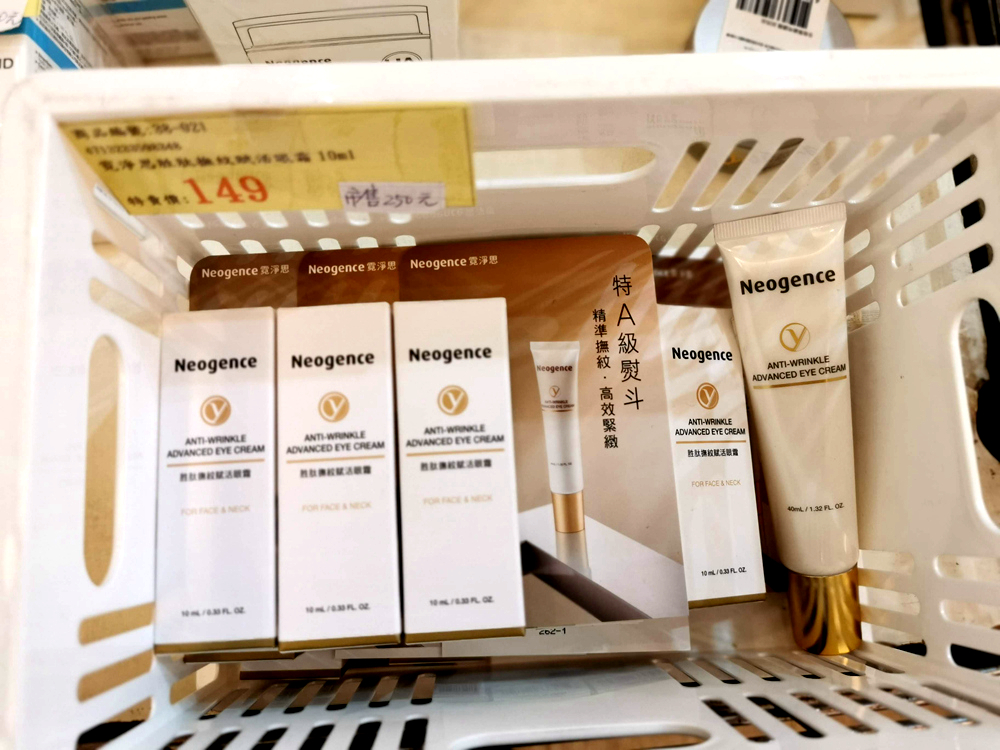 Neogence
商品編號:38-021
4713223598348
霓淨思胜肽撫紋賦活眼霜 10ml
特賣價:149
市售250元
Neogence 霓淨思
Neogence 霓淨思
Neogence 霓淨思
特A級熨斗
精準撫紋.高效緊緻
Neogence
ANTI-WRINKLE
ADVANCED EYE CREAM
胜肽撫紋賦活眼霜
FOR FACE & NECK
10 mL / 0.33 FL. OZ.
Neogence
ANTI-WRINKLE
ADVANCED EYE CREAM
胜肽撫紋賦活眼霜
FOR FACE & NECK
10 mL / 0.33 FL. OZ.
Neogence
ANTI-WRINKLE
ADVANCED EYE CREAM
胜肽撫紋賦活眼霜
FOR FACE & NECK
10 mL / 0.33 FL. OZ.
Neogence
Neogence
ANTI-WRINKLE
ADVANCED EYE CREAM
胜肽撫紋賦活眼霜
FOR FACE & NECK
10 mL / 0.33 FL. OZ.
Neogence
ANTI-WRINKLE
ADVANCED EYE CREAM
40mL / 1.32 FL. OZ.